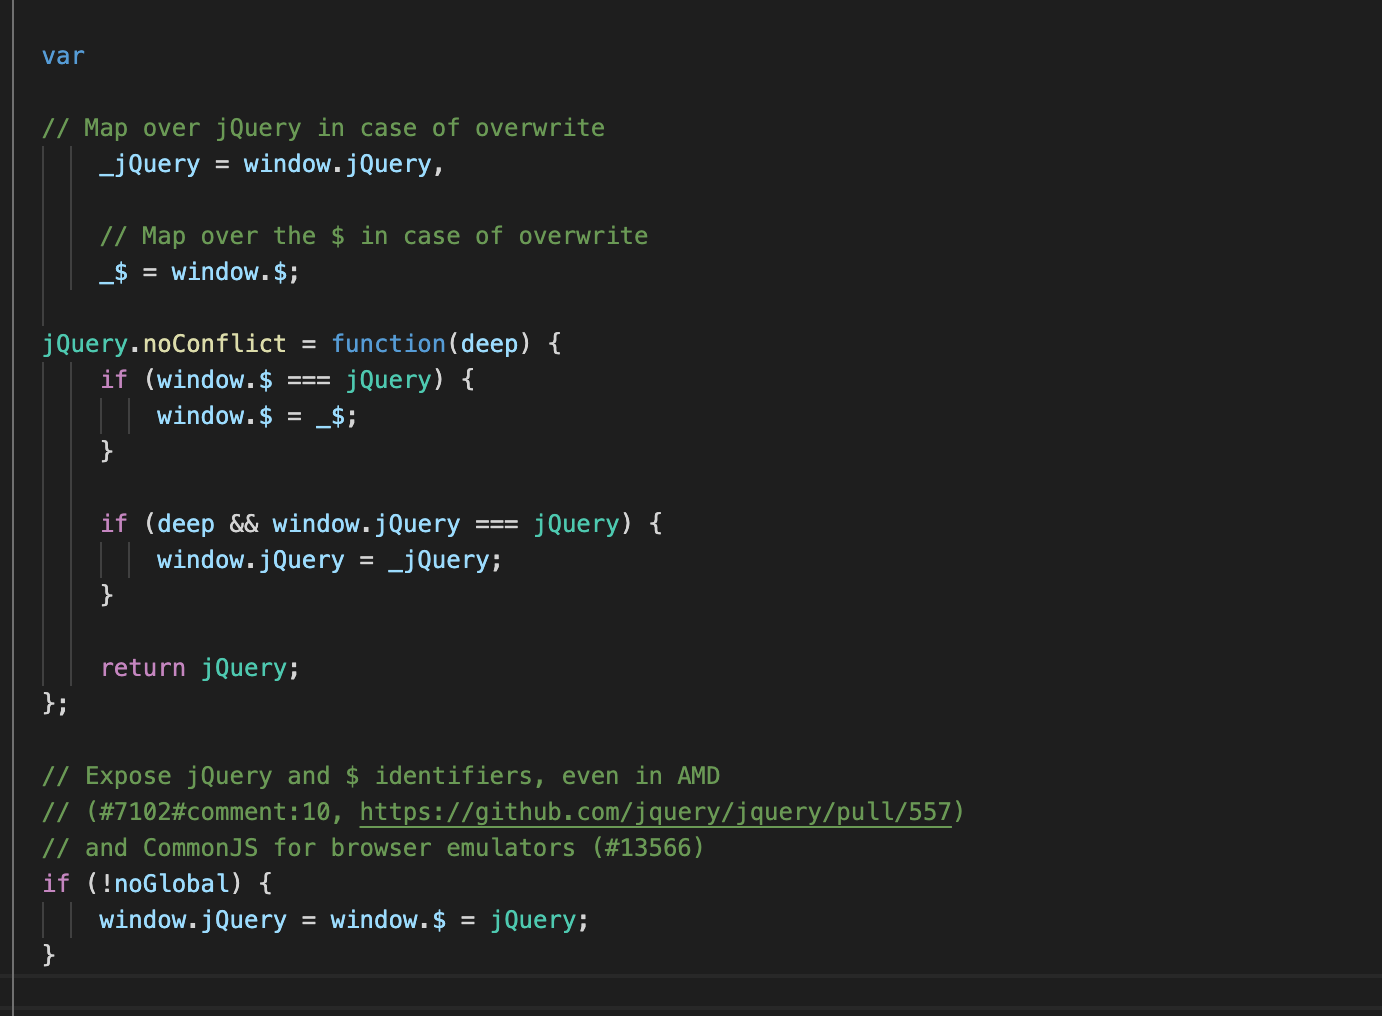 var
// Map over jQuery in case of overwrite
_jQuery = window.jQuery,
// Map over the $ in case of overwrite
_$ = window.$;
jQuery.noConflict = function(deep) {
if (window.$ === jQuery) {
window.$ = _$;
}
if (deep && window.jQuery === jQuery) {
window.jQuery = _jQuery;
}
return jQuery;
};
// Expose jQuery and $ identifiers, even in AMD
// (#7102#comment:10, https://github.com/jquery/jquery/pull/557)
// and CommonJS for browser emulators (#13566)
if (!noGlobal) {
window.jQuery = window.$ = jQuery;
}